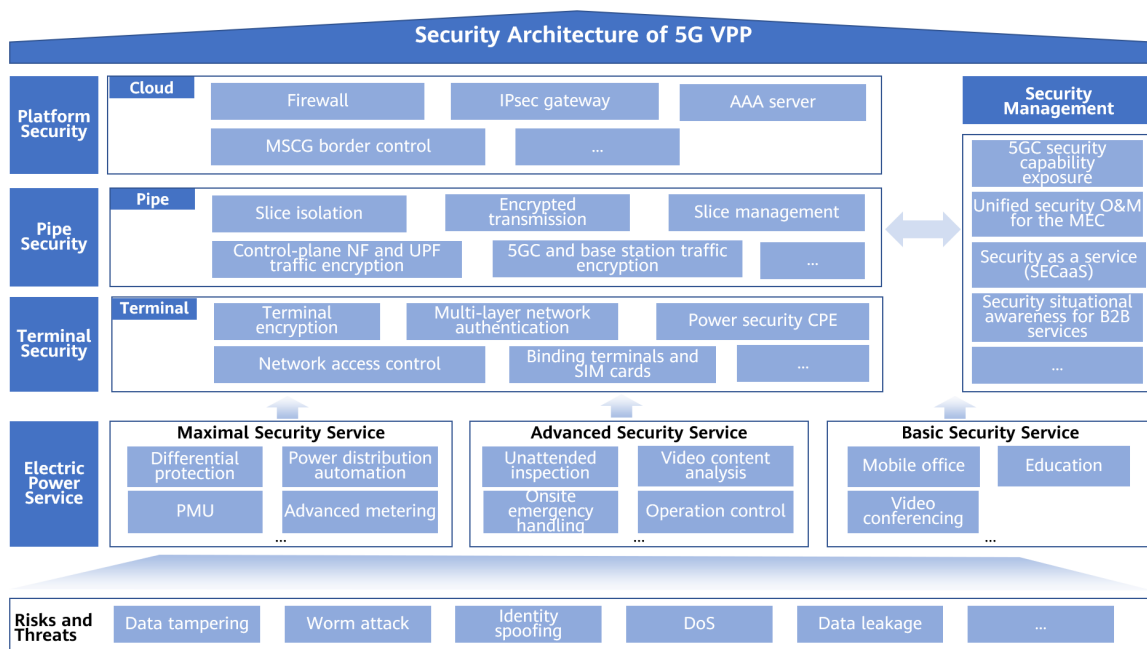 Security Architecture of 5G VPP
Platform
Security
Cloud
Firewall
IPsec gateway
AAA server
MSCG border control
...
Pipe
Security
Pipe
Slice isolation
Encrypted
transmission
Slice management
Control-plane NF and UPF
traffic encryption
5GC and base station traffic
encryption
...
Terminal
Security
Terminal
Terminal
encryption
Multi-layer network
authentication
Power security CPE
Network access control
Binding terminals and
SIM cards
...
Security
Management
5GC security
capability
exposure
Unified security O&M
for the MEC
Security as a service
(SECaaS)
Security situational
awareness for B2B
services
...
Electric
Power
Service
Maximal Security Service
Differential
protection
Power distribution
automation
PMU
Advanced metering
...
Advanced Security Service
Unattended
inspection
Video content
analysis
Onsite
emergency
handling
Operation control
...
Basic Security Service
Mobile office
Education
Video
conferencing
...
Risks and
Threats
Data tampering
Worm attack
Identity
spoofing
DoS
Data leakage
...